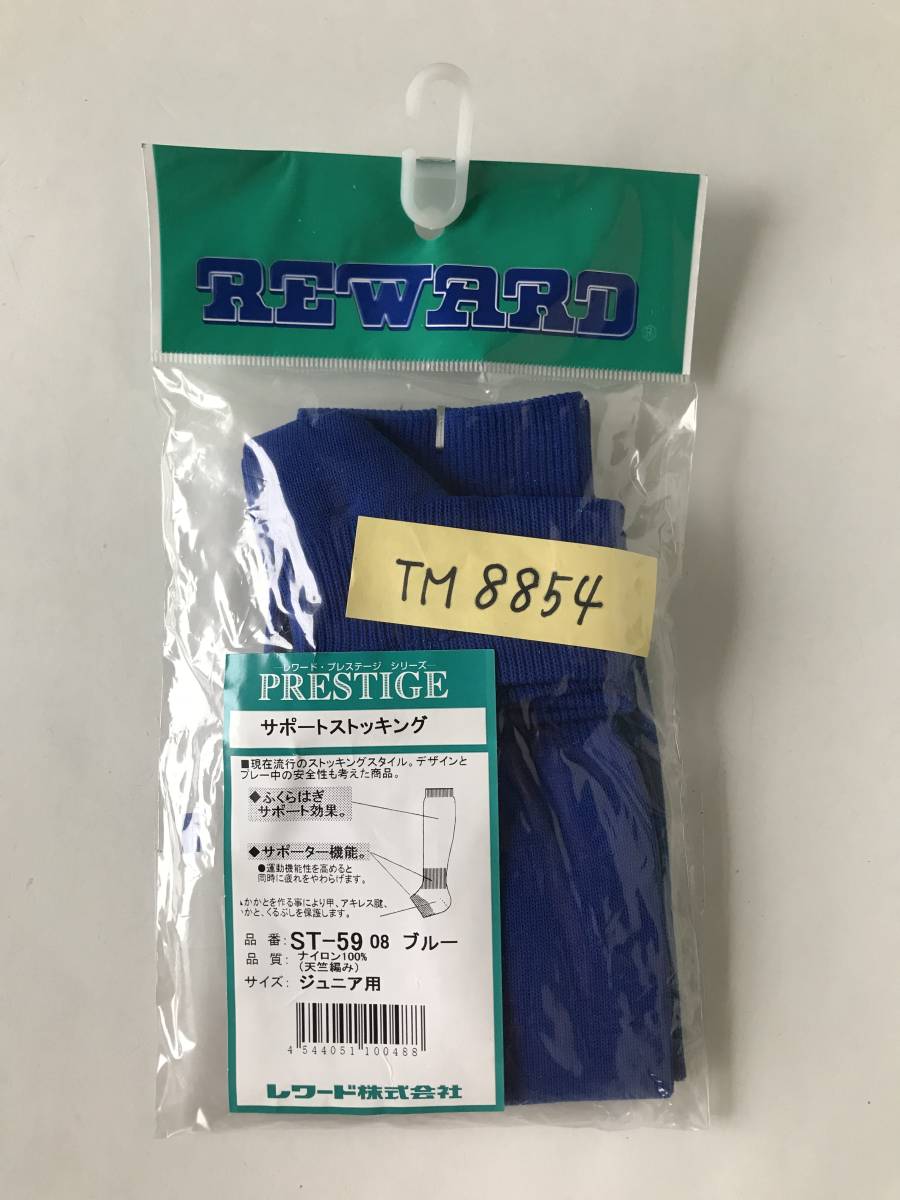 REWARD
TM 8854
レワード・プレステージ シリーズ
PRESTIGE
サポートストッキング
■現在流行のストッキングスタイル。デザインと
プレー中の安全性も考えた商品。
◆ふくらはぎ
サポート効果。
◆サポーター機能。
●運動機能性を高めると
同時に疲れをやわらげます。
かかとを作る事により甲、アキレス腱、
かと、くるぶしを保護します。
品番:ST-59 08 ブルー
品質:ナイロン100%
(天竺編み)
サイズ:ジュニア用
4 544051 100488
レワード株式会社